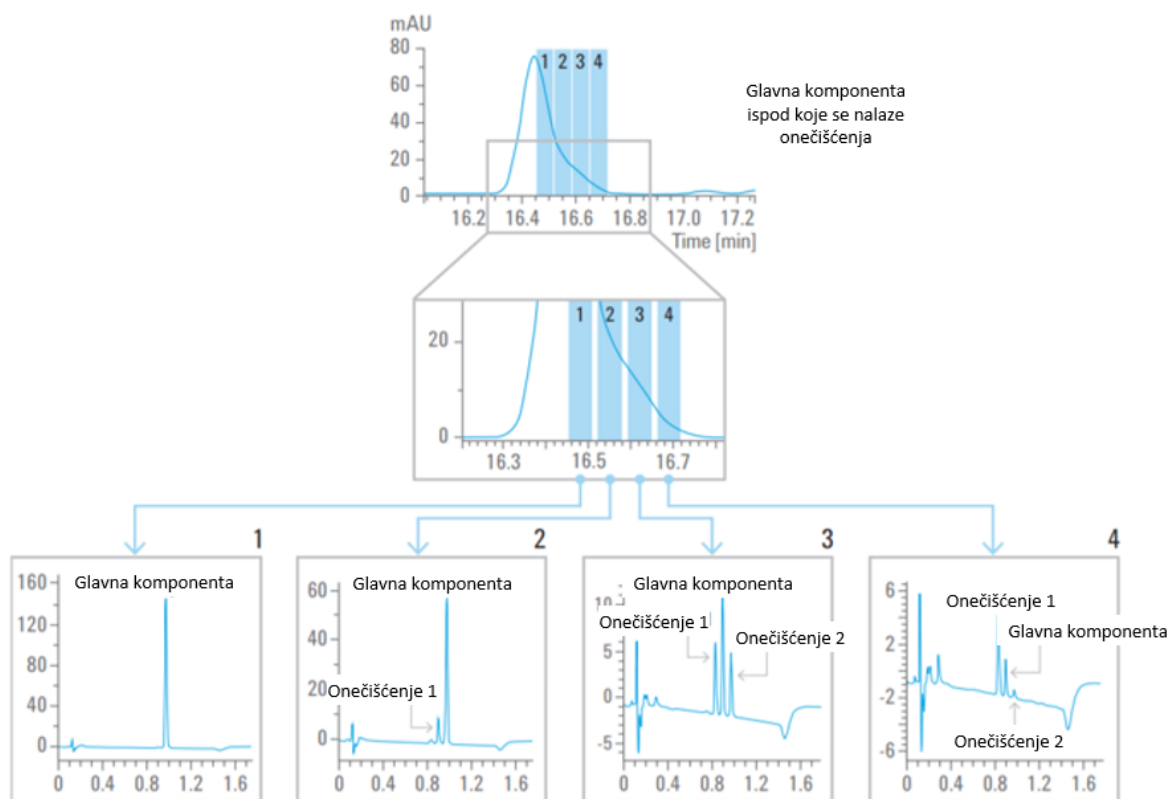 mAU
80
60
40
20
0
1 2 3 4
16.2 16.4 16.6 16.8 17.0 17.2
Time [min]
Glavna komponenta
ispod koje se nalaze
onečišćenja
20
0
1 2 3 4
16.3 16.5 16.7
1
Glavna komponenta
160
120
80
40
0
0 0.4 0.8 1.2 1.6
2
Glavna komponenta
60
40
20
0
Onečišćenje 1
0 0.4 0.8 1.2 1.6
3
Glavna komponenta
10
Onečišćenje 1
Onečišćenje 2
5
0
-5
0 0.4 0.8 1.2 1.6
4
6
Onečišćenje 1
Glavna komponenta
2
-2
Onečišćenje 2
-6
0 0.4 0.8 1.2 1.6